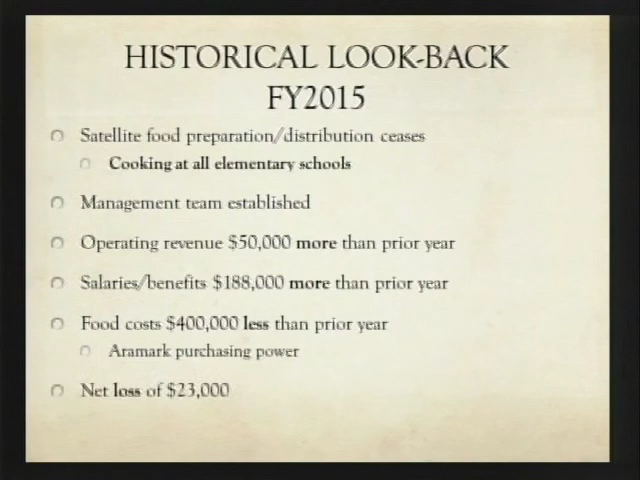 HISTORICAL LOOK-BACK
FY2015
Satellite food preparation/distribution ceases
Cooking at all elementary schools
Management team established
Operating revenue $50,000 more than prior year
Salaries/benefits $188,000 more than prior year
Food costs $400,000 less than prior year
Aramark purchasing power
Net loss of $23,000